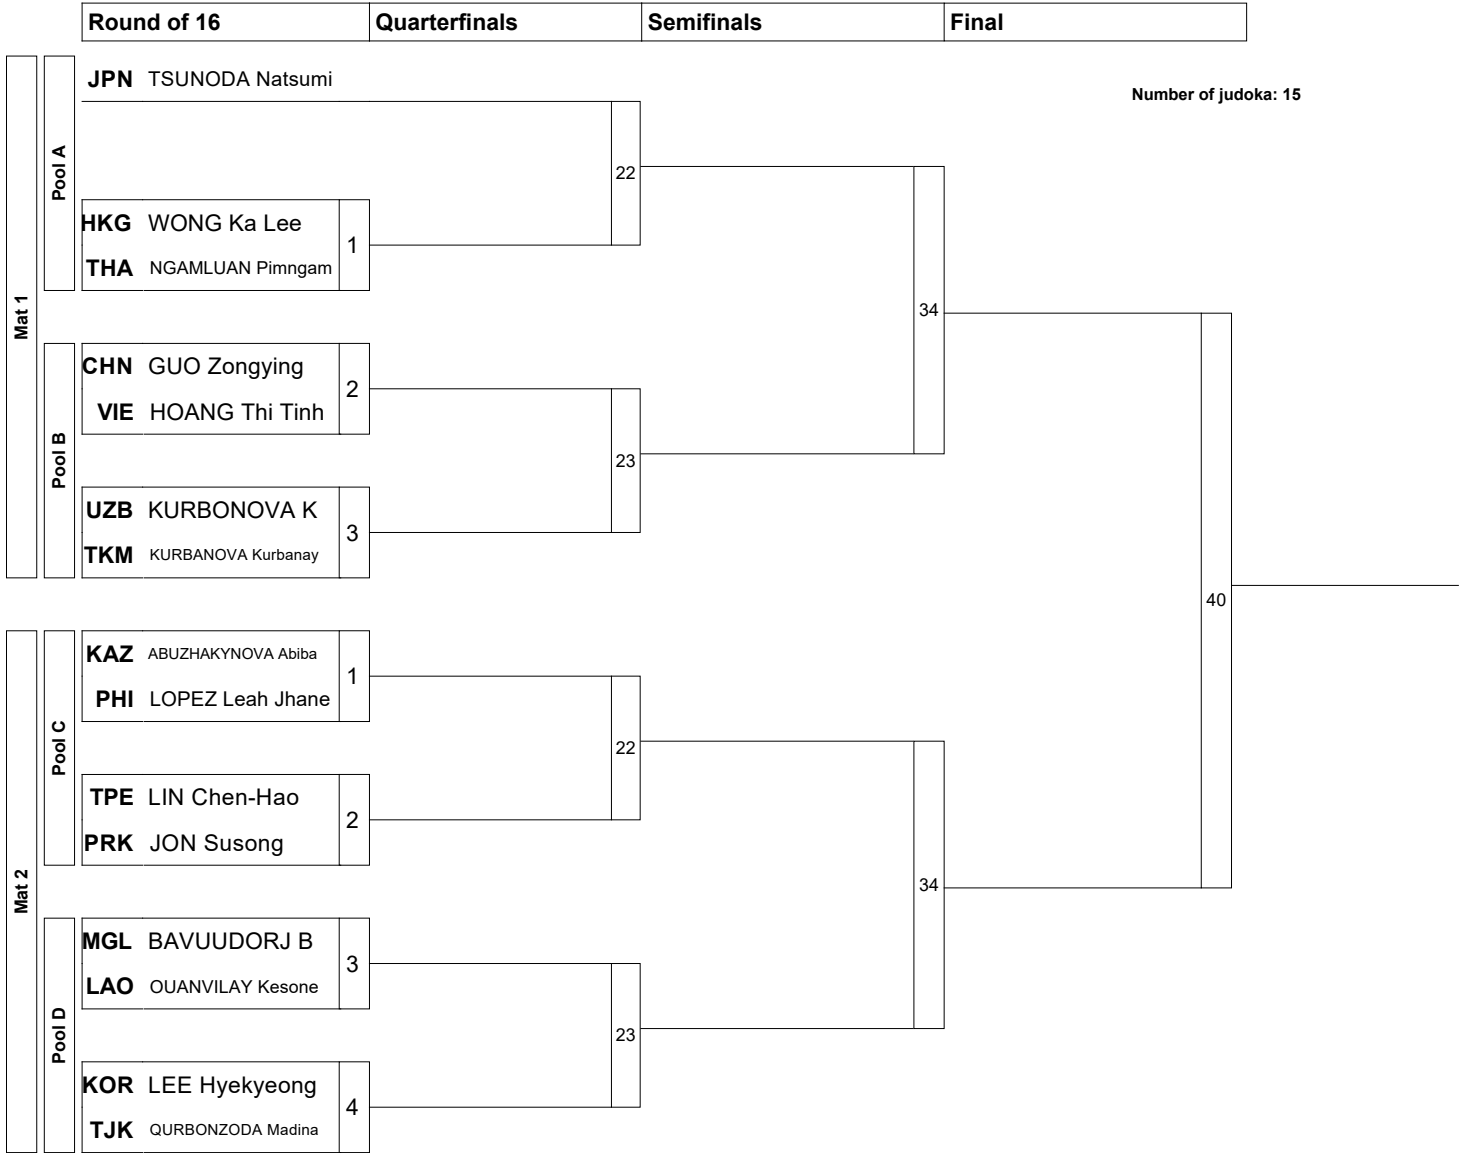 Round of 16 Quarterfinals Semifinals Final
Number of judoka: 15
Mat 1
Pool A
JPN TSUNODA Natsumi
HKG WONG Ka Lee
THA NGAMLUAN Pimngam
1
22
Pool B
CHN GUO Zongying
VIE HOANG Thi Tinh
2
UZB KURBONOVA K
TKM KURBANOVA Kurbanay
3
23
34
Mat 2
Pool C
KAZ ABUZHAKYNOVA Abiba
PHI LOPEZ Leah Jhane
1
TPE LIN Chen-Hao
PRK JON Susong
2
22
Pool D
MGL BAVUUDORJ B
LAO OUANVILAY Kesone
3
KOR LEE Hyekyeong
TJK QURBONZODA Madina
4
23
34
40